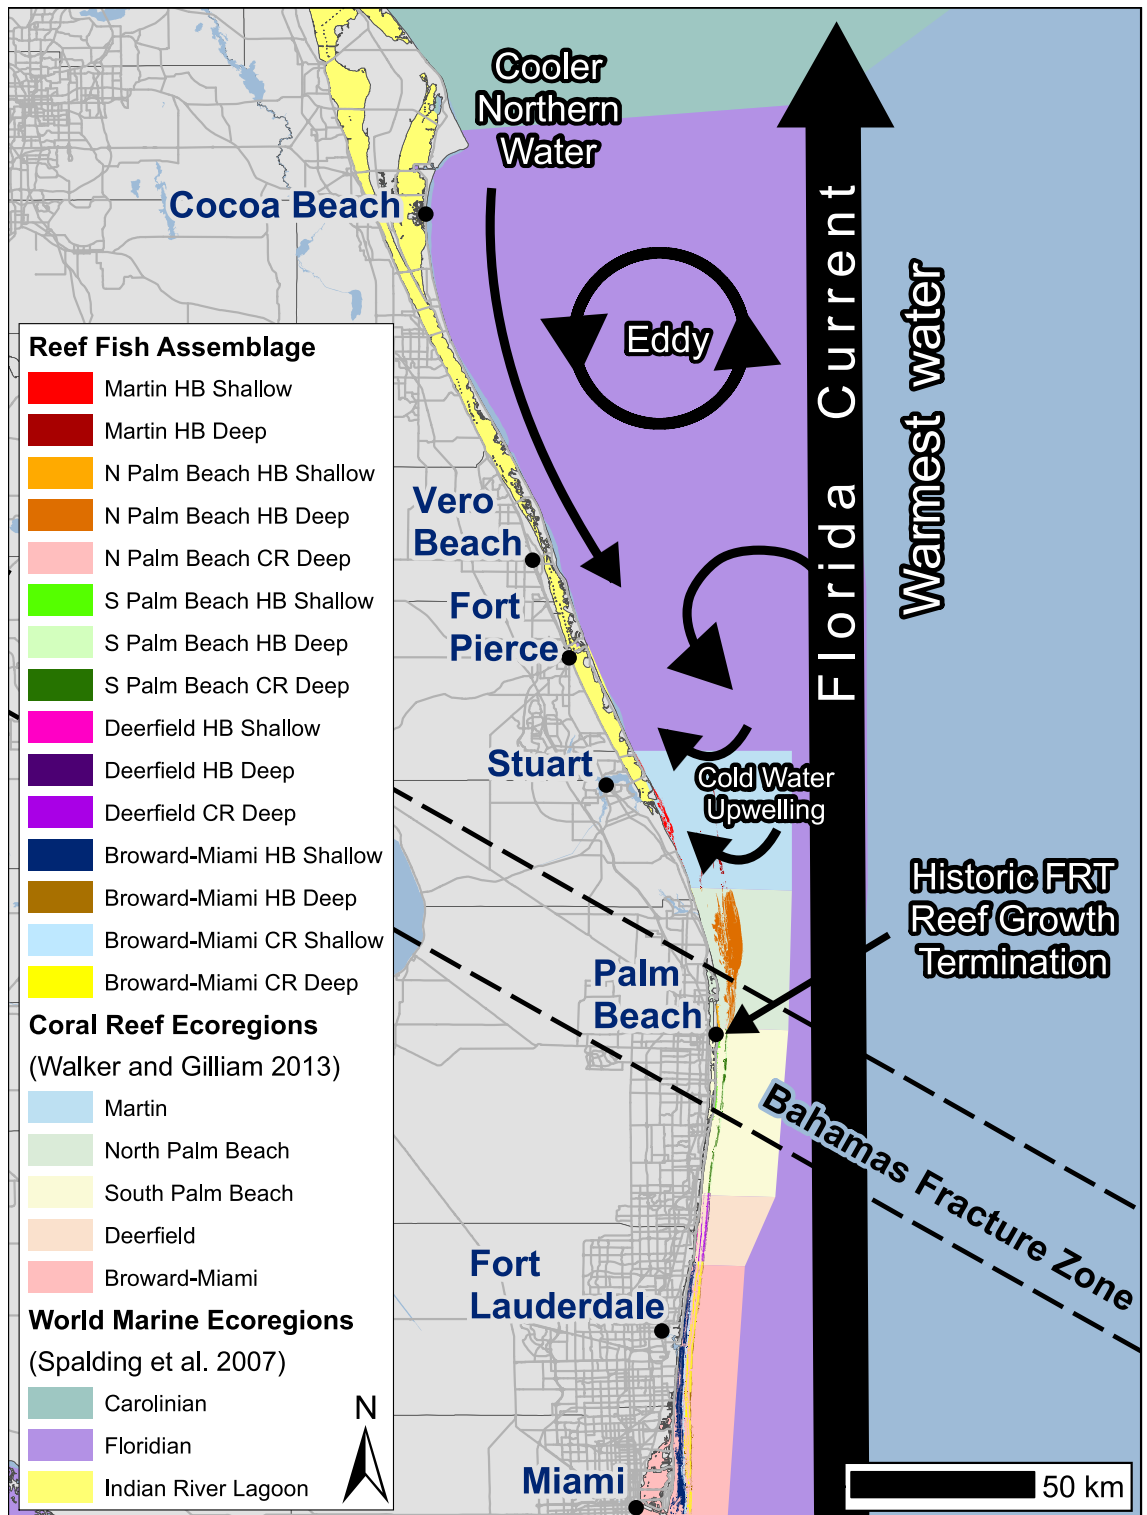 Cooler
Northern
Water
Cocoa Beach
Eddy
Florida Current
Warmest water
Vero
Beach
Fort
Pierce
Stuart
Cold Water
Upwelling
Historic FRT
Reef Growth
Termination
Palm
Beach
Bahamas Fracture Zone
Fort
Lauderdale
Miami
Reef Fish Assemblage
Martin HB Shallow
Martin HB Deep
N Palm Beach HB Shallow
N Palm Beach HB Deep
N Palm Beach CR Deep
S Palm Beach HB Shallow
S Palm Beach HB Deep
S Palm Beach CR Deep
Deerfield HB Shallow
Deerfield HB Deep
Deerfield CR Deep
Broward-Miami HB Shallow
Broward-Miami HB Deep
Broward-Miami CR Shallow
Broward-Miami CR Deep
Coral Reef Ecoregions
(Walker and Gilliam 2013)
Martin
North Palm Beach
South Palm Beach
Deerfield
Broward-Miami
World Marine Ecoregions
(Spalding et al. 2007)
Carolinian
Floridian
Indian River Lagoon
N
50 km